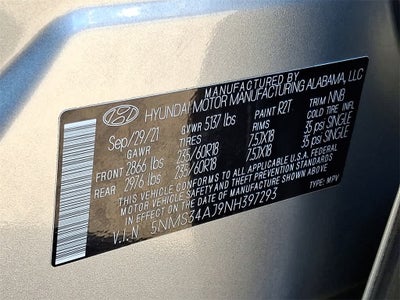 MANUFACTURED BY
HYUNDAI MOTOR MANUFACTURING ALABAMA, LLC
Sep/29/21 GVWR 5137 lbs PAINT R2T TRIM NNB
GAWR TIRES RIMS COLD TIRE INFL
FRONT 2866 lbs 235/60R18 7.5JX18 35 psi SINGLE
REAR 2976 lbs 235/60R18 7.5JX18 35 psi SINGLE
THIS VEHICLE CONFORMS TO ALL APPLICABLE U.S.A. FEDERAL
MOTOR VEHICLE SAFETY AND THEFT PREVENTION STANDARDS
IN EFFECT ON THE DATE OF MANUFACTURE SHOWN ABOVE.
V.I.N. 5NMS34AJ9NH397293 TYPE: MPV